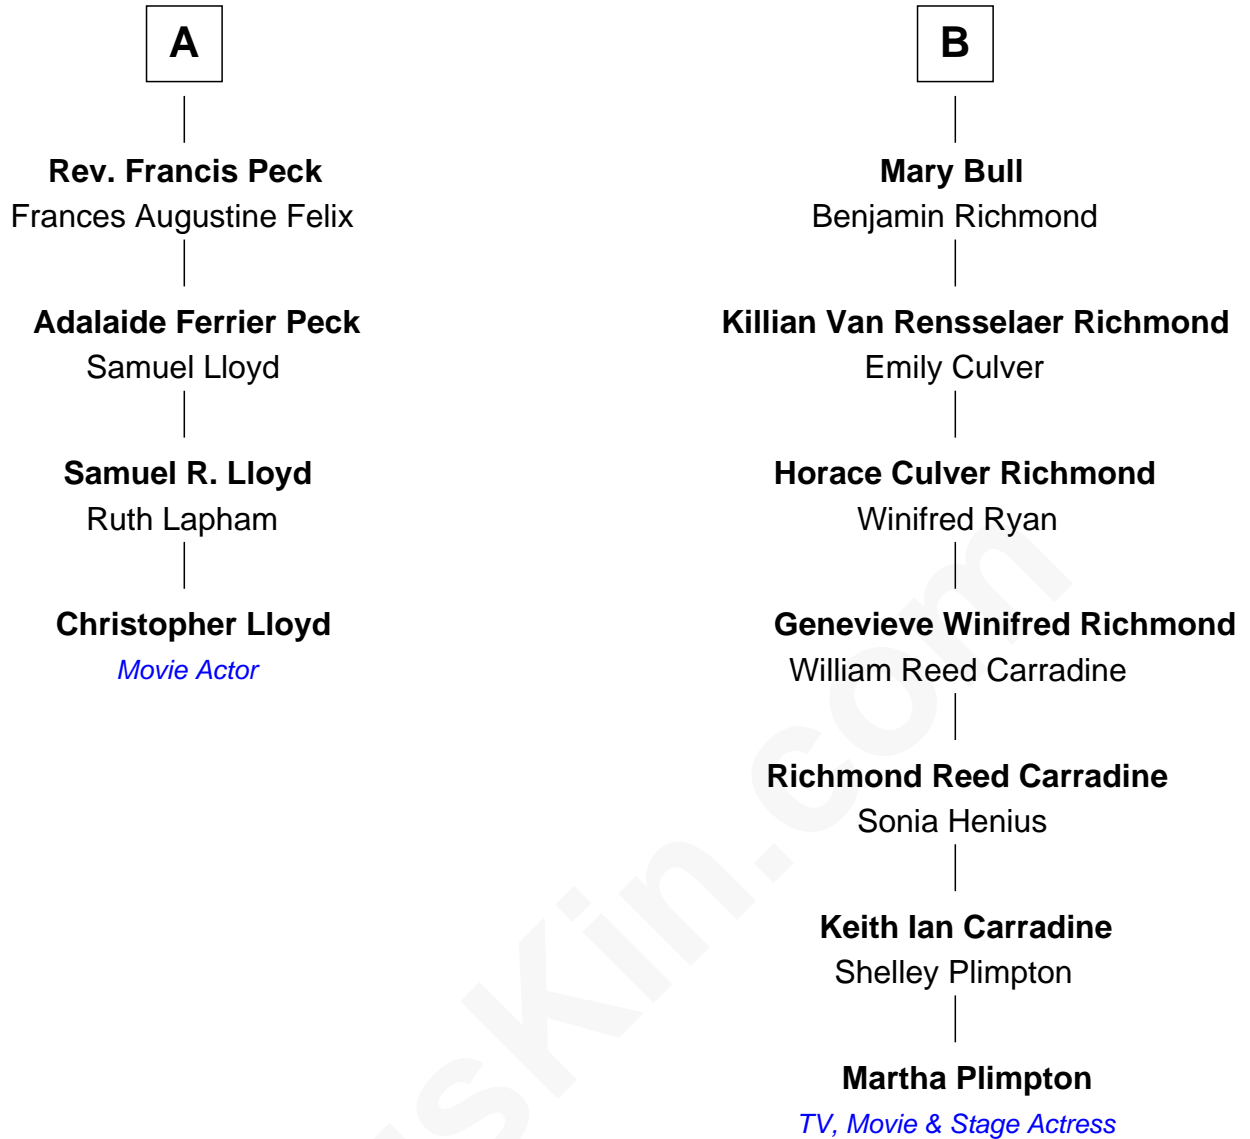 A
Rev. Francis Peck
Frances Augustine Felix
Adalaide Ferrier Peck
Samuel Lloyd
Samuel R. Lloyd
Ruth Lapham
Christopher Lloyd
Movie Actor
B
Mary Bull
Benjamin Richmond
Killian Van Rensselaer Richmond
Emily Culver
Horace Culver Richmond
Winifred Ryan
Genevieve Winifred Richmond
William Reed Carradine
Richmond Reed Carradine
Sonia Henius
Keith Ian Carradine
Shelley Plimpton
Martha Plimpton
TV, Movie & Stage Actress
usKin.com